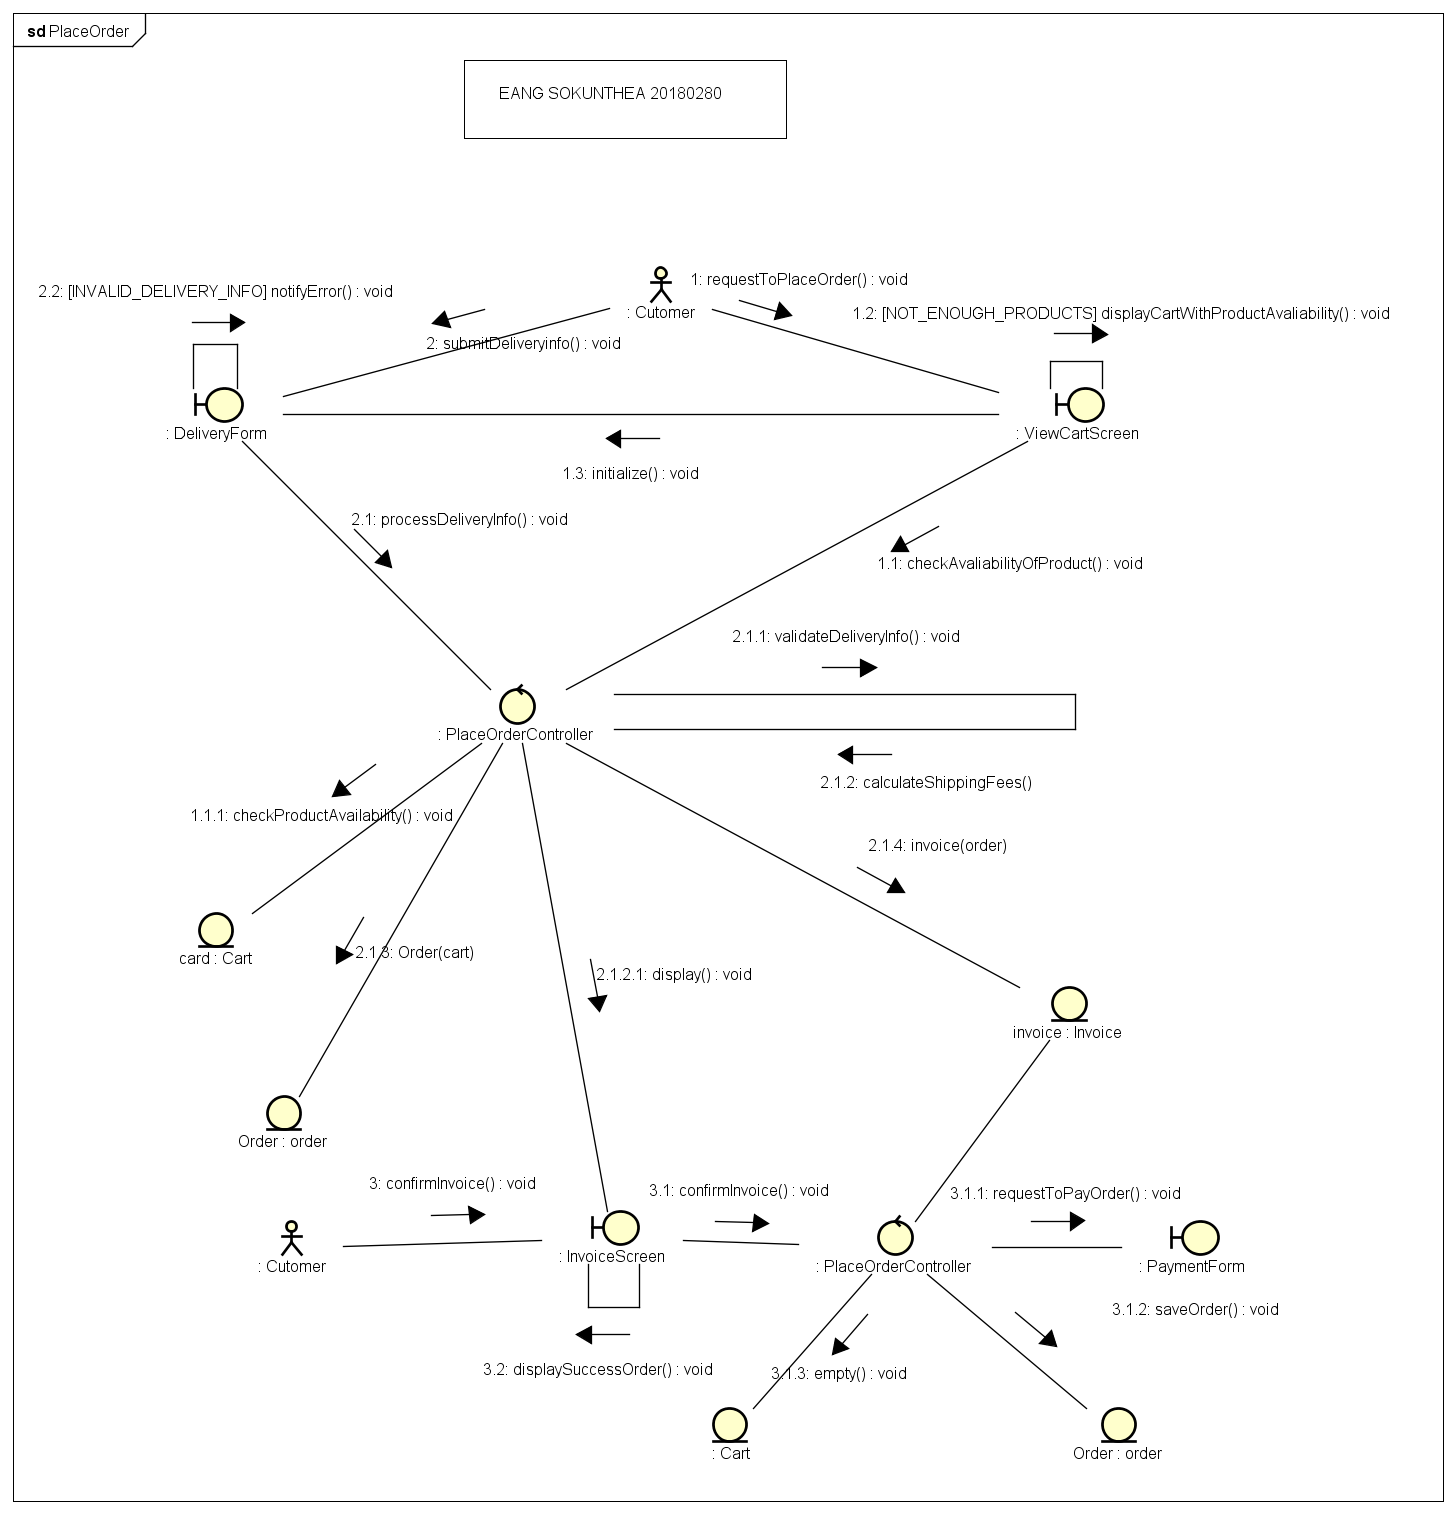 sd PlaceOrder
EANG SOKUNTHEA 20180280
1: requestToPlaceOrder() : void
2.2: [INVALID_DELIVERY_INFO] notifyError() : void
: Cutomer
1.2: [NOT_ENOUGH_PRODUCTS] displayCartWithProductAvaliability() : void
2: submitDeliveryinfo() : void
: DeliveryForm
: ViewCartScreen
1.3: initialize() : void
2.1: processDeliveryInfo() : void
1.1: checkAvaliabilityOfProduct() : void
2.1.1: validateDeliveryInfo() : void
: PlaceOrderController
2.1.2: calculateShippingFees()
1.1.1: checkProductAvailability() : void
2.1.4: invoice(order)
2.1.3: Order(cart)
card : Cart
2.1.2.1: display() : void
invoice : Invoice
Order : order
3: confirmInvoice() : void
3.1: confirmInvoice() : void
3.1.1: requestToPayOrder() : void
: Cutomer
: InvoiceScreen
: PlaceOrderController
: PaymentForm
3.1.2: saveOrder() : void
3.2: displaySuccessOrder() : void
3.1.3: empty() : void
: Cart
Order : order